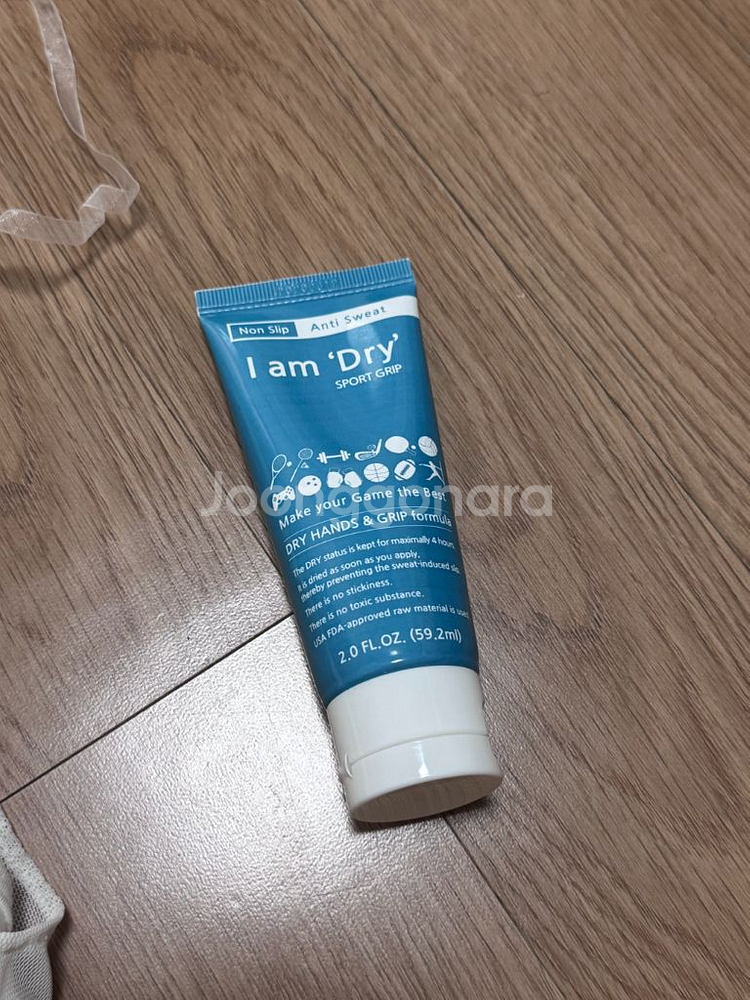 Non Slip Anti Sweat
I am 'Dry'
SPORT GRIP
Joonggonara
Make your Game the Best
DRY HANDS & GRIP formula
The DRY status is kept for maximally 4 hours.
It is dried as soon as you apply,
thereby preventing the sweat-induced slip.
There is no stickiness.
There is no toxic substance.
USA FDA-approved raw material is used.
2.0 FL.OZ. (59.2ml)